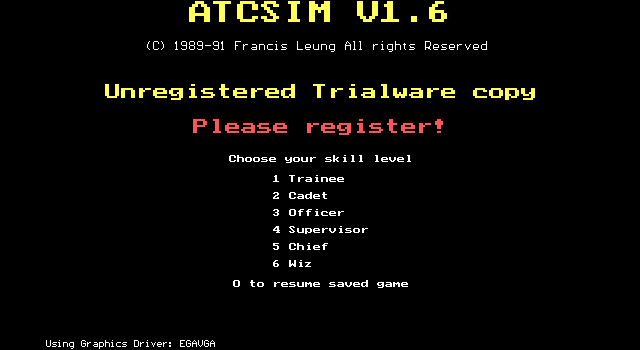 ATCSIM V1.6
(C) 1989-91 Francis Leung All rights Reserved
Unregistered Trialware copy
Please register!
Choose your skill level
1 Trainee
2 Cadet
3 Officer
4 Supervisor
5 Chief
6 Wiz
0 to resume saved game
Using Graphics Driver: EGAVGA